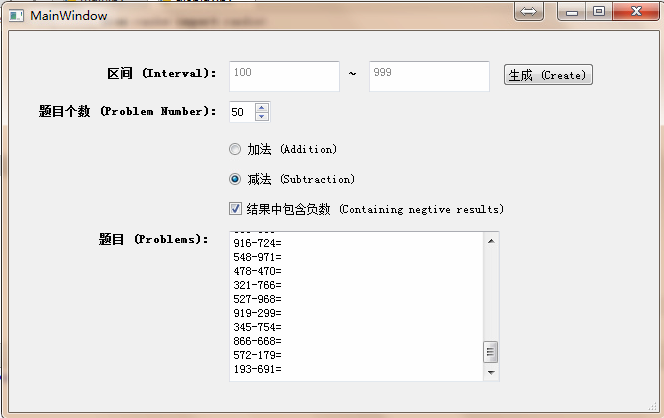 MainWindow
区间 (Interval): 100 ~ 999 生成 (Create)
题目个数 (Problem Number): 50
加法 (Addition)
减法 (Subtraction)
结果中包含负数 (Containing negtive results)
题目 (Problems):
916-724=
548-971=
478-470=
321-766=
527-968=
919-299=
345-754=
866-668=
572-179=
193-691=